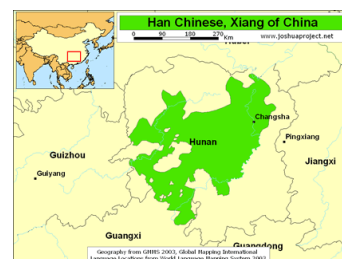 Han Chinese, Xiang of China
0 90 180 270
Km
www.joshuaproject.net
Hubei
Changsha
Pingxiang
Hunan
Guizhou
Jiangxi
Guiyang
Guangxi
Guangdong
Geography from GMHS 2003, Global Mapping International
Language Locations from World Language Mapping System 2003